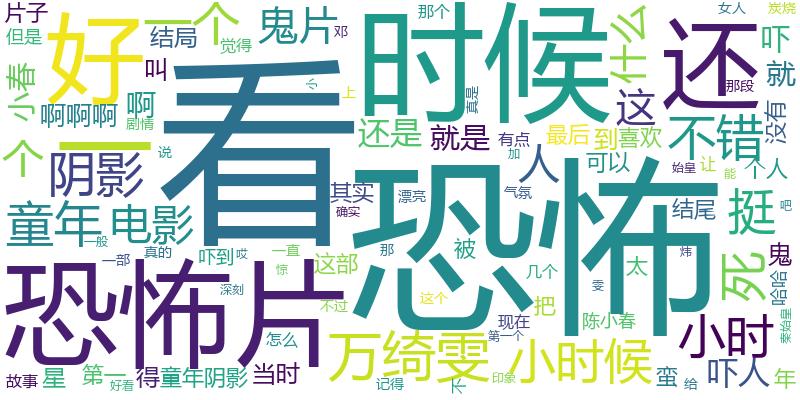 片子
好
一个
鬼片
邓
那个
时候
什么
女人
炭烧
还
吓
但是
结局
觉得
小春
叫
看
小
上
真是
那段
就
啊啊啊
啊
剧情
一
还是
就是
有点
最后
到
喜欢
这
不错
没有
个
说
阴影
人
加
可以
始皇
让
能
个人
其实
漂亮
气氛
恐怖
童年
电影
确实
结尾
挺
吧
一般
一部
真的
吓到
哎
一直
惊
那
这部
被
几个
太
炜
鬼
恐怖片
深刻
不过
这个
把
雯
死
哈哈
秦始皇
现在
陈小春
第一个
小时
怎么
万绮雯
小时候
故事
星
第一
好看
得
童年阴影
当时
记得
不
印象
蛮
给
吓人
年